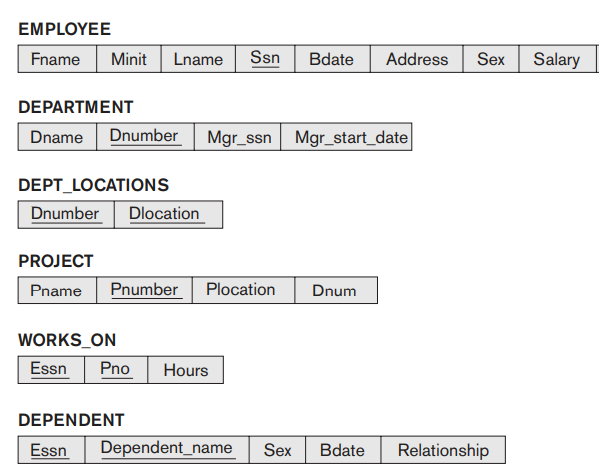 EMPLOYEE
Fname Minit Lname Ssn Bdate Address Sex Salary
DEPARTMENT
Dname Dnumber Mgr_ssn Mgr_start_date
DEPT_LOCATIONS
Dnumber Dlocation
PROJECT
Pname Pnumber Plocation Dnum
WORKS_ON
Essn Pno Hours
DEPENDENT
Essn Dependent_name Sex Bdate Relationship